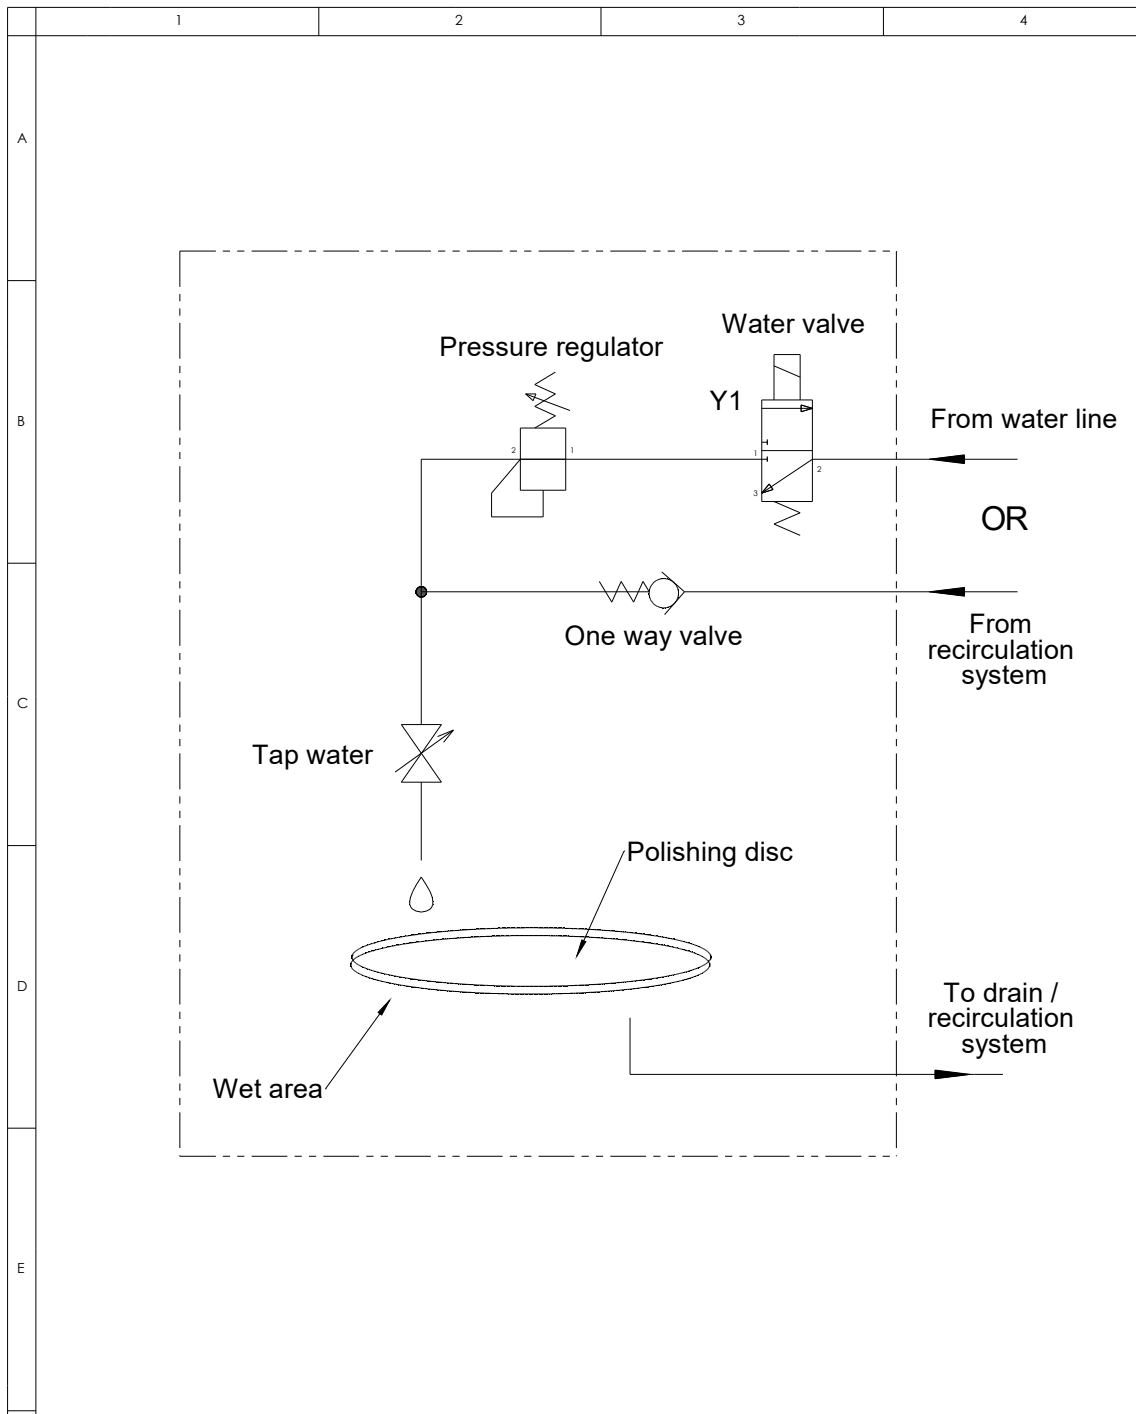 1 2 3 4
A
Water valve
Pressure regulator
Y1
B
From water line
2 1
1 2
3
OR
C
One way valve
From
recirculation
system
Tap water
Polishing disc
D
To drain /
recirculation
system
Wet area
E